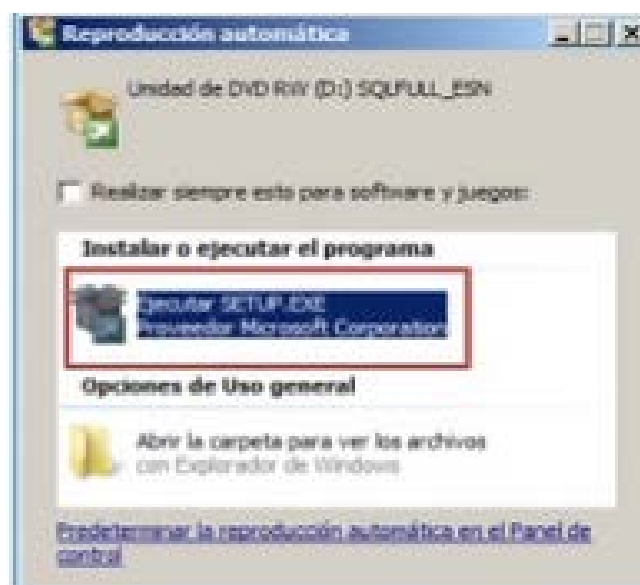 Reproducción automática
Unidad de DVD RW (D:) SQLFULL_ESN
Realizar siempre esto para software y juegos:
Instalar o ejecutar el programa
Ejecutar SETUP.EXE
Proveedor Microsoft Corporation
Opciones de Uso general
Abrir la carpeta para ver los archivos
con Explorador de Windows
Predeterminar la reproducción automática en el Panel de
control